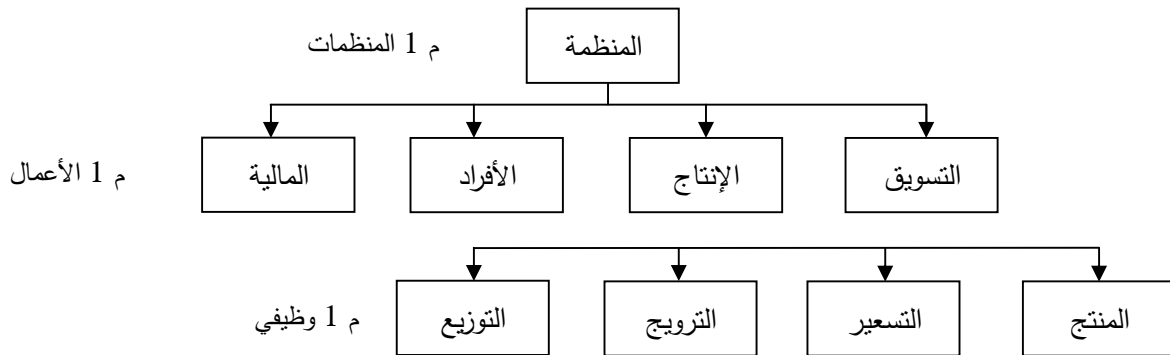 المنظمة
م 1 المنظمات
التسويق
الإنتاج
الأفراد
المالية
م 1 الأعمال
المنتج
التسعير
الترويج
التوزيع
م 1 وظيفي